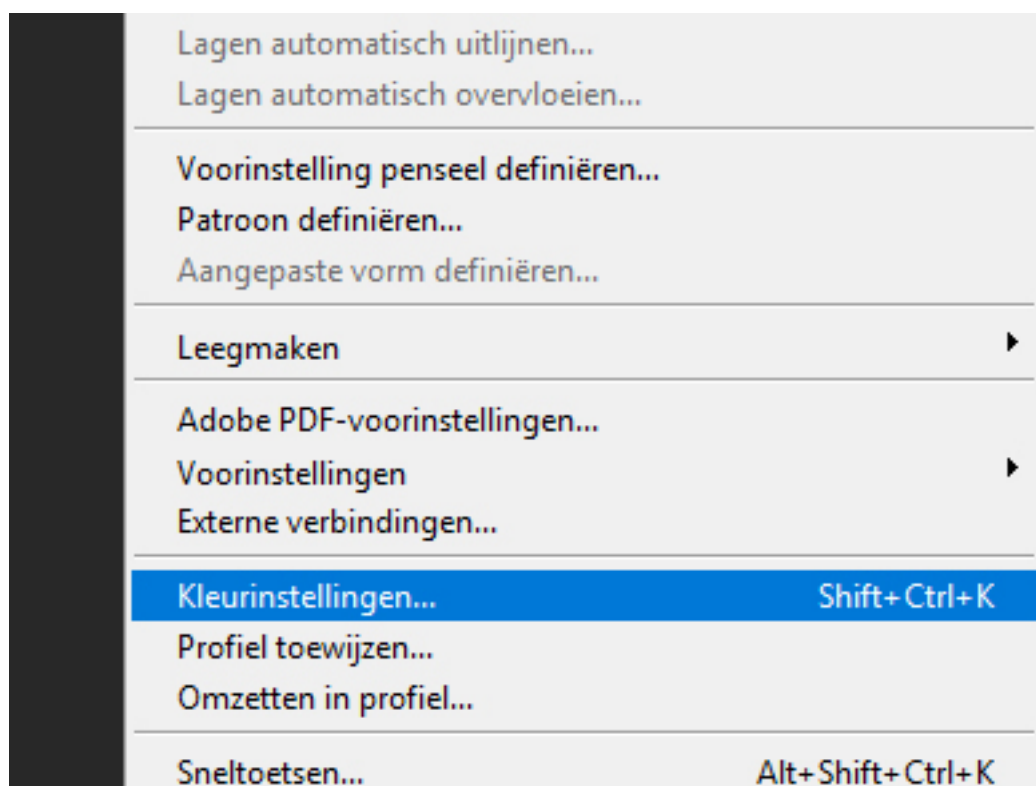 Lagen automatisch uitlijnen...
Lagen automatisch overvloeien...
Voorinstelling penseel definiëren...
Patroon definiëren...
Aangepaste vorm definiëren...
Leegmaken
Adobe PDF-voorinstellingen...
Voorinstellingen
Externe verbindingen...
Kleurinstellingen... Shift+Ctrl+K
Profiel toewijzen...
Omzetten in profiel...
Sneltoetsen... Alt+Shift+Ctrl+K